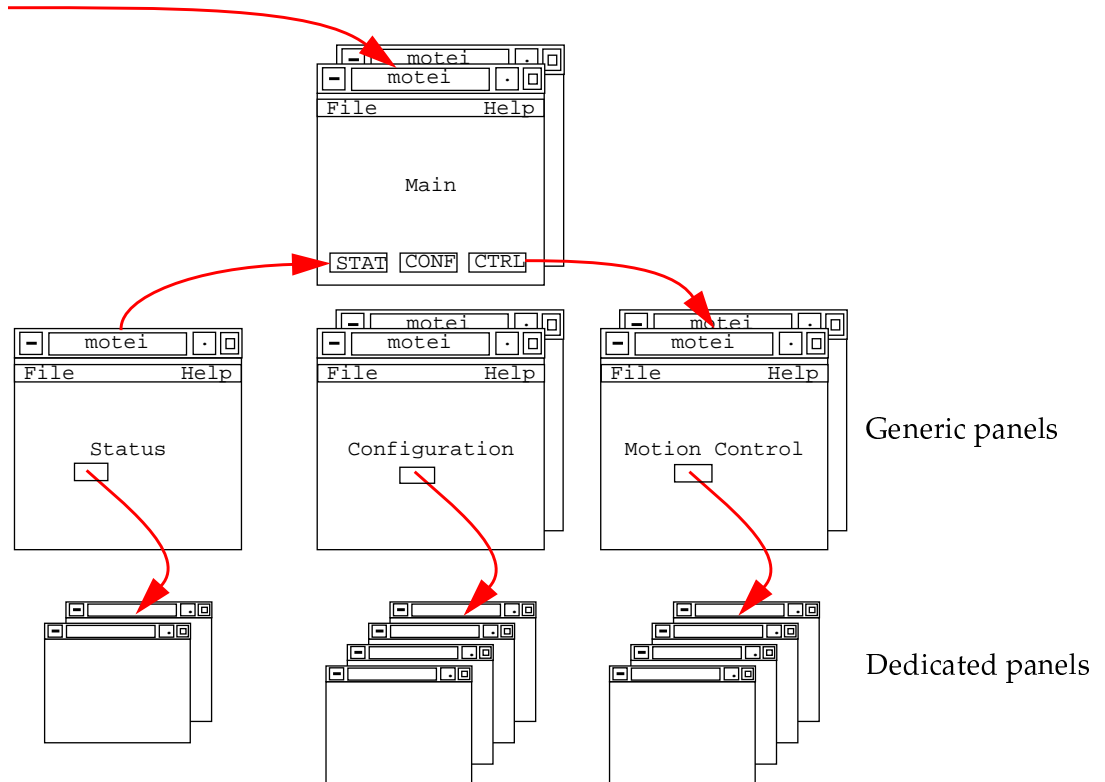 motei
motei
File Help
Main
STAT CONF CTRL
motei
motei
motei
motei
motei
File Help
File Help
File Help
Status
Configuration
Motion Control
Generic panels
Dedicated panels